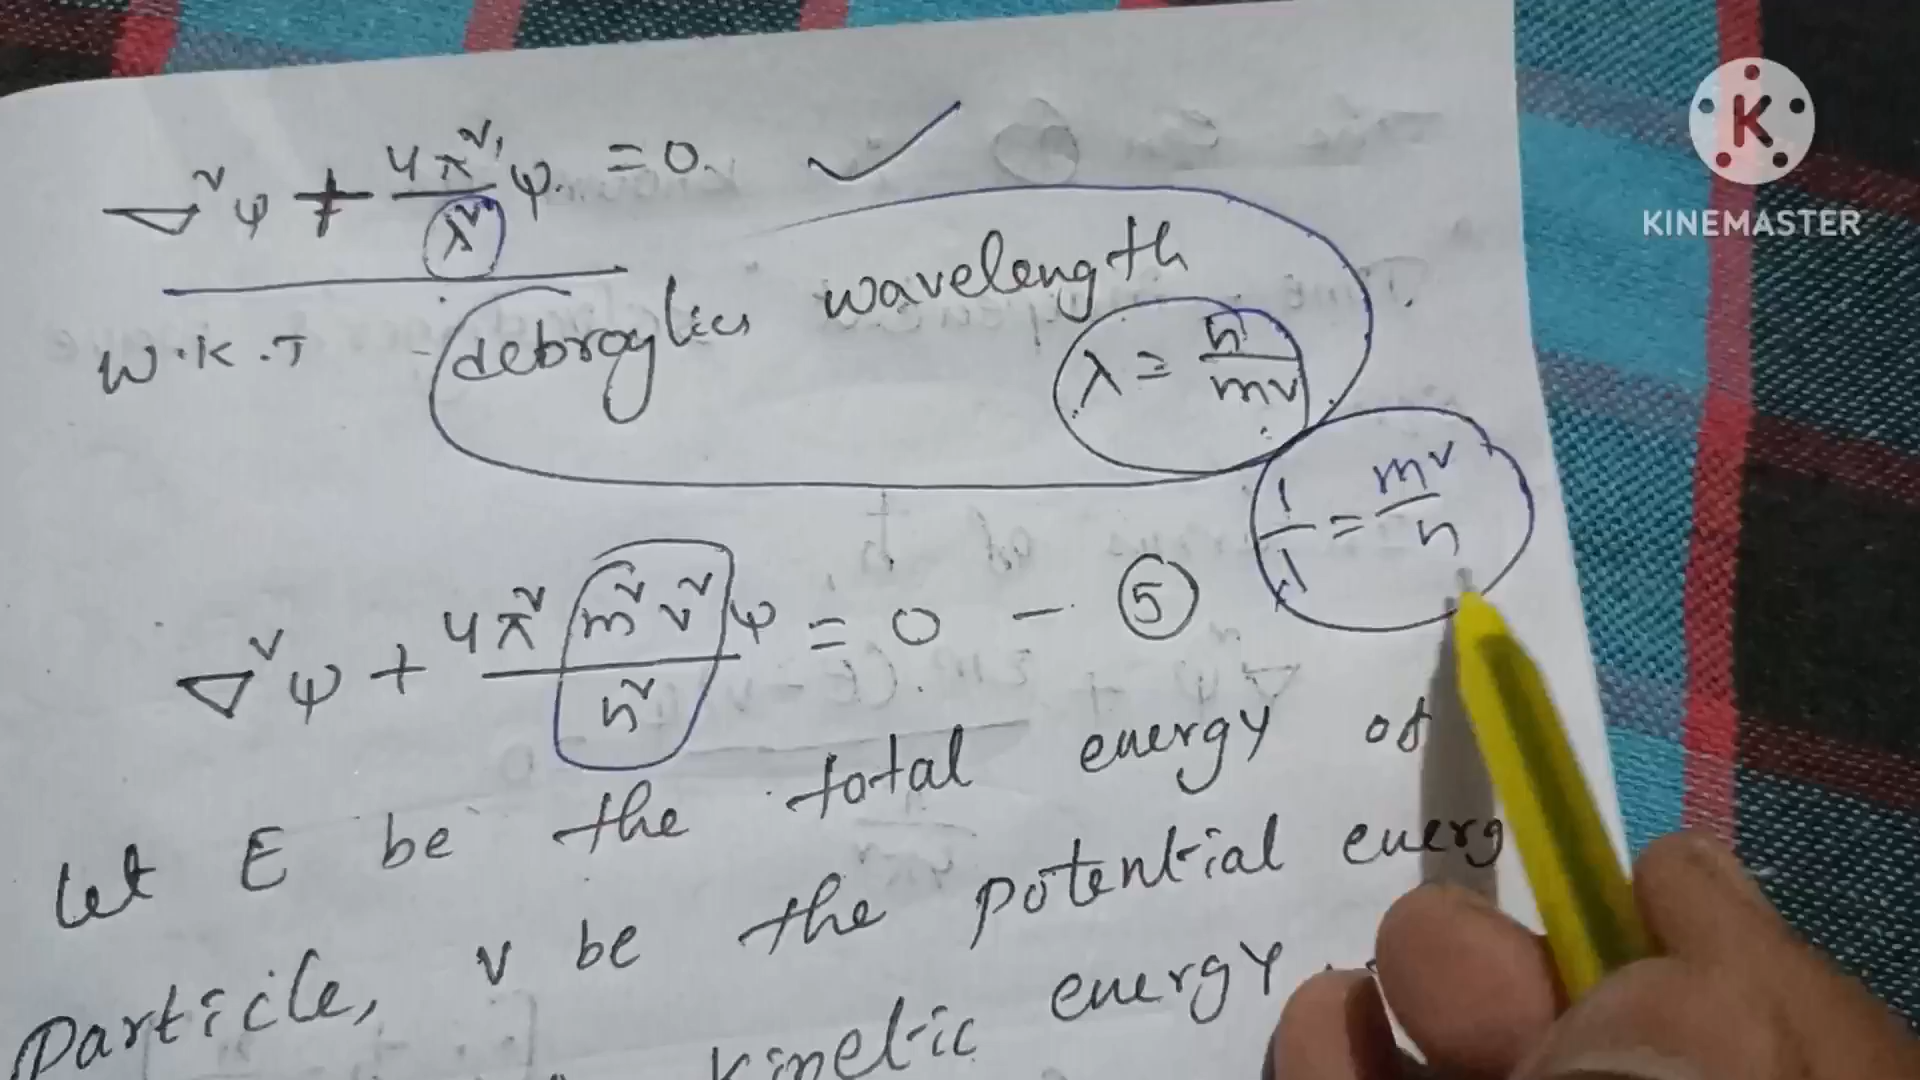 ∇²ψ + 4π²/λ² ψ = 0.
W.K.T debroylies wavelength
λ = h/mv
1/λ = mv/h
∇²ψ + 4π² m²v²/h² ψ = 0 — ⑤
Let E be the total energy of
Particle, v be the potential energ
kinetic energy
K
KINEMASTER